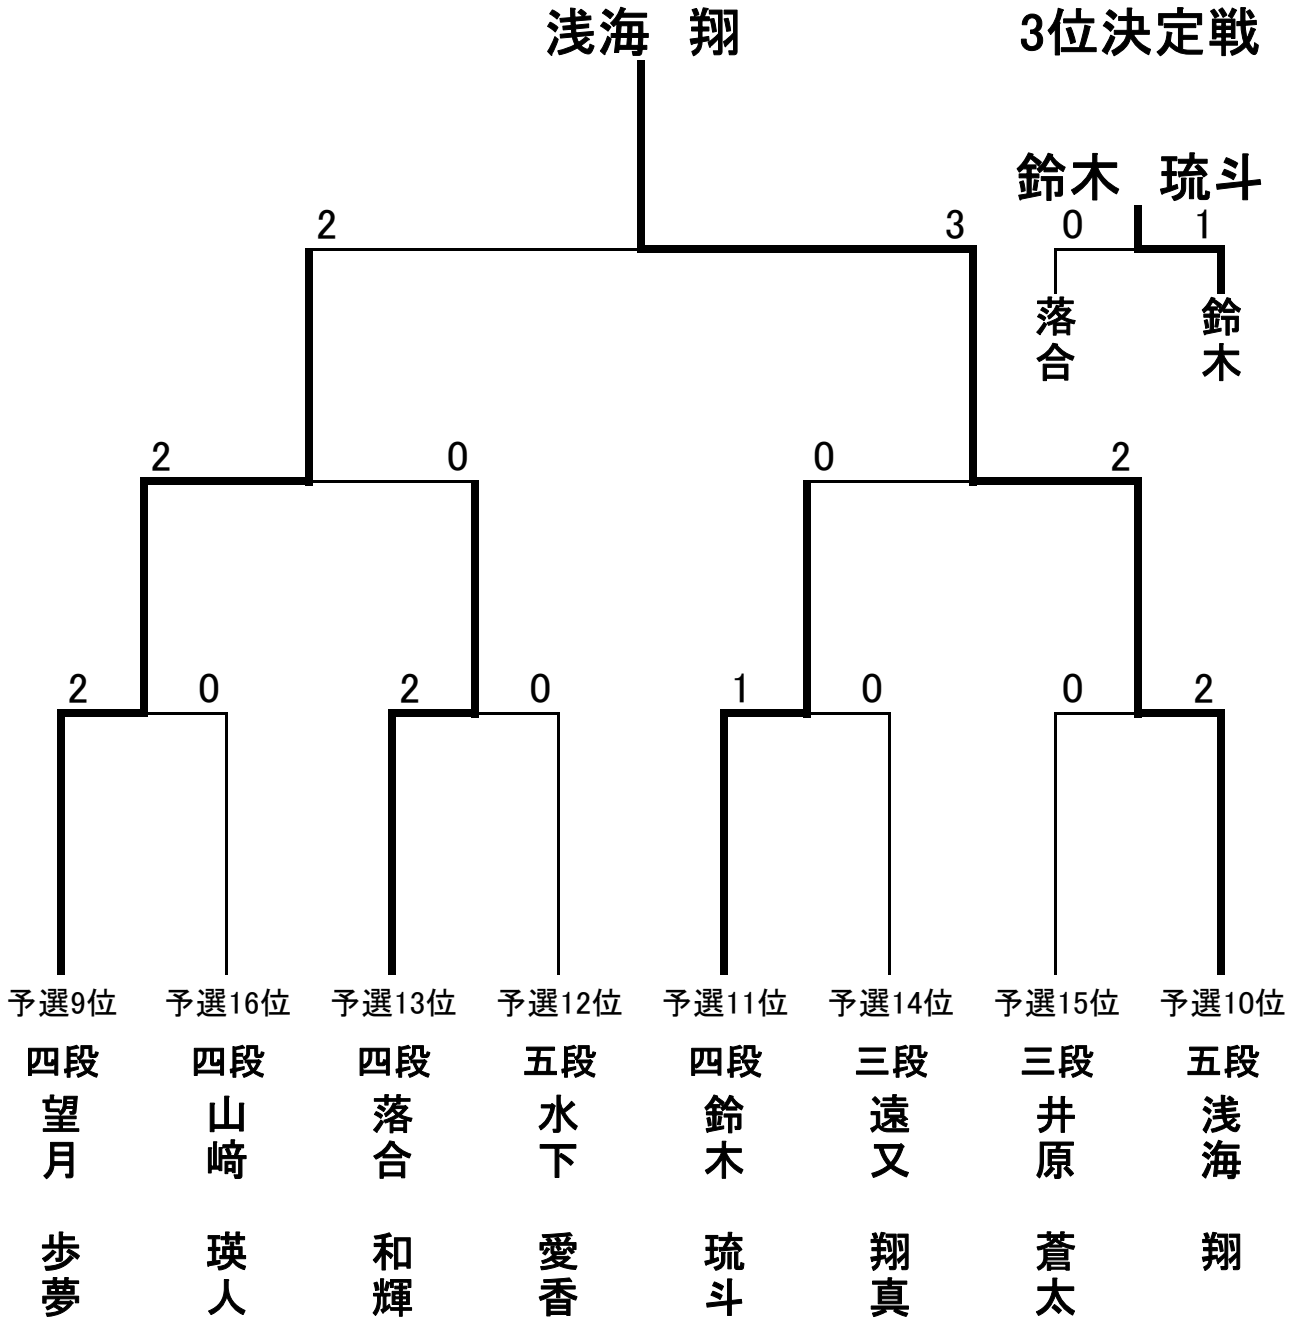 浅海　翔
3位決定戦
鈴木　琉斗
2
3
0
1
落合
鈴木
2
0
0
2
2
0
2
0
1
0
0
2
予選9位
予選16位
予選13位
予選12位
予選11位
予選14位
予選15位
予選10位
四段
四段
四段
五段
四段
三段
三段
五段
望月　歩夢
山﨑　瑛人
落合　和輝
水下　愛香
鈴木　琉斗
遠又　翔真
井原　蒼太
浅海　翔